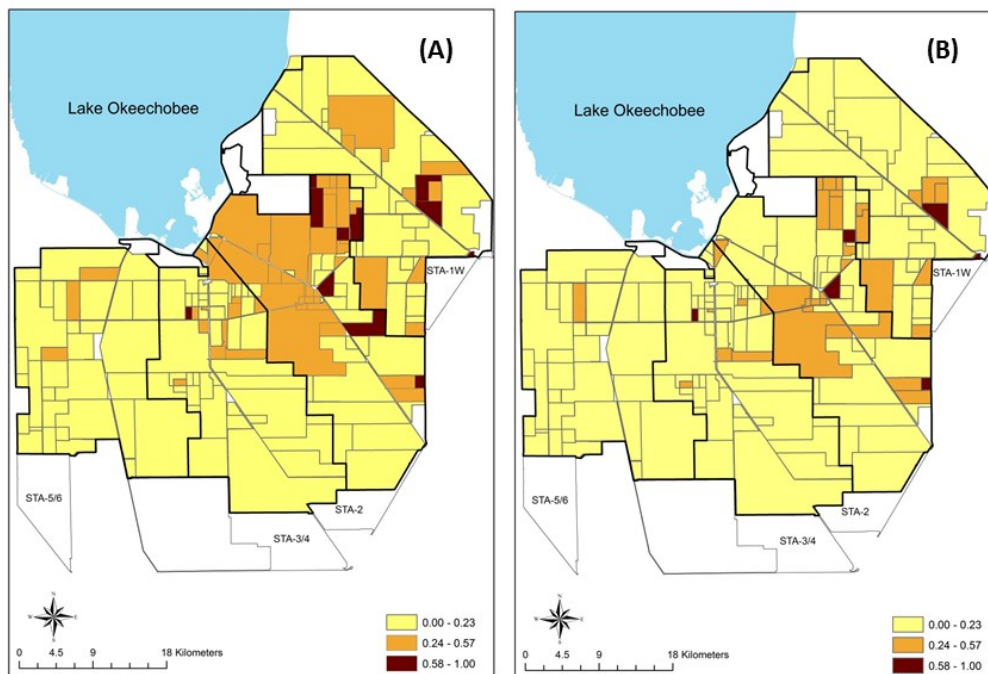 (A)
Lake Okeechobee
STA-1W
STA-5/6
STA-2
STA-3/4
N
W
E
S
0 4.5 9 18 Kilometers
0.00 - 0.23
0.24 - 0.57
0.58 - 1.00
(B)
Lake Okeechobee
STA-1W
STA-5/6
STA-2
STA-3/4
N
W
E
S
0 4.5 9 18 Kilometers
0.00 - 0.23
0.24 - 0.57
0.58 - 1.00